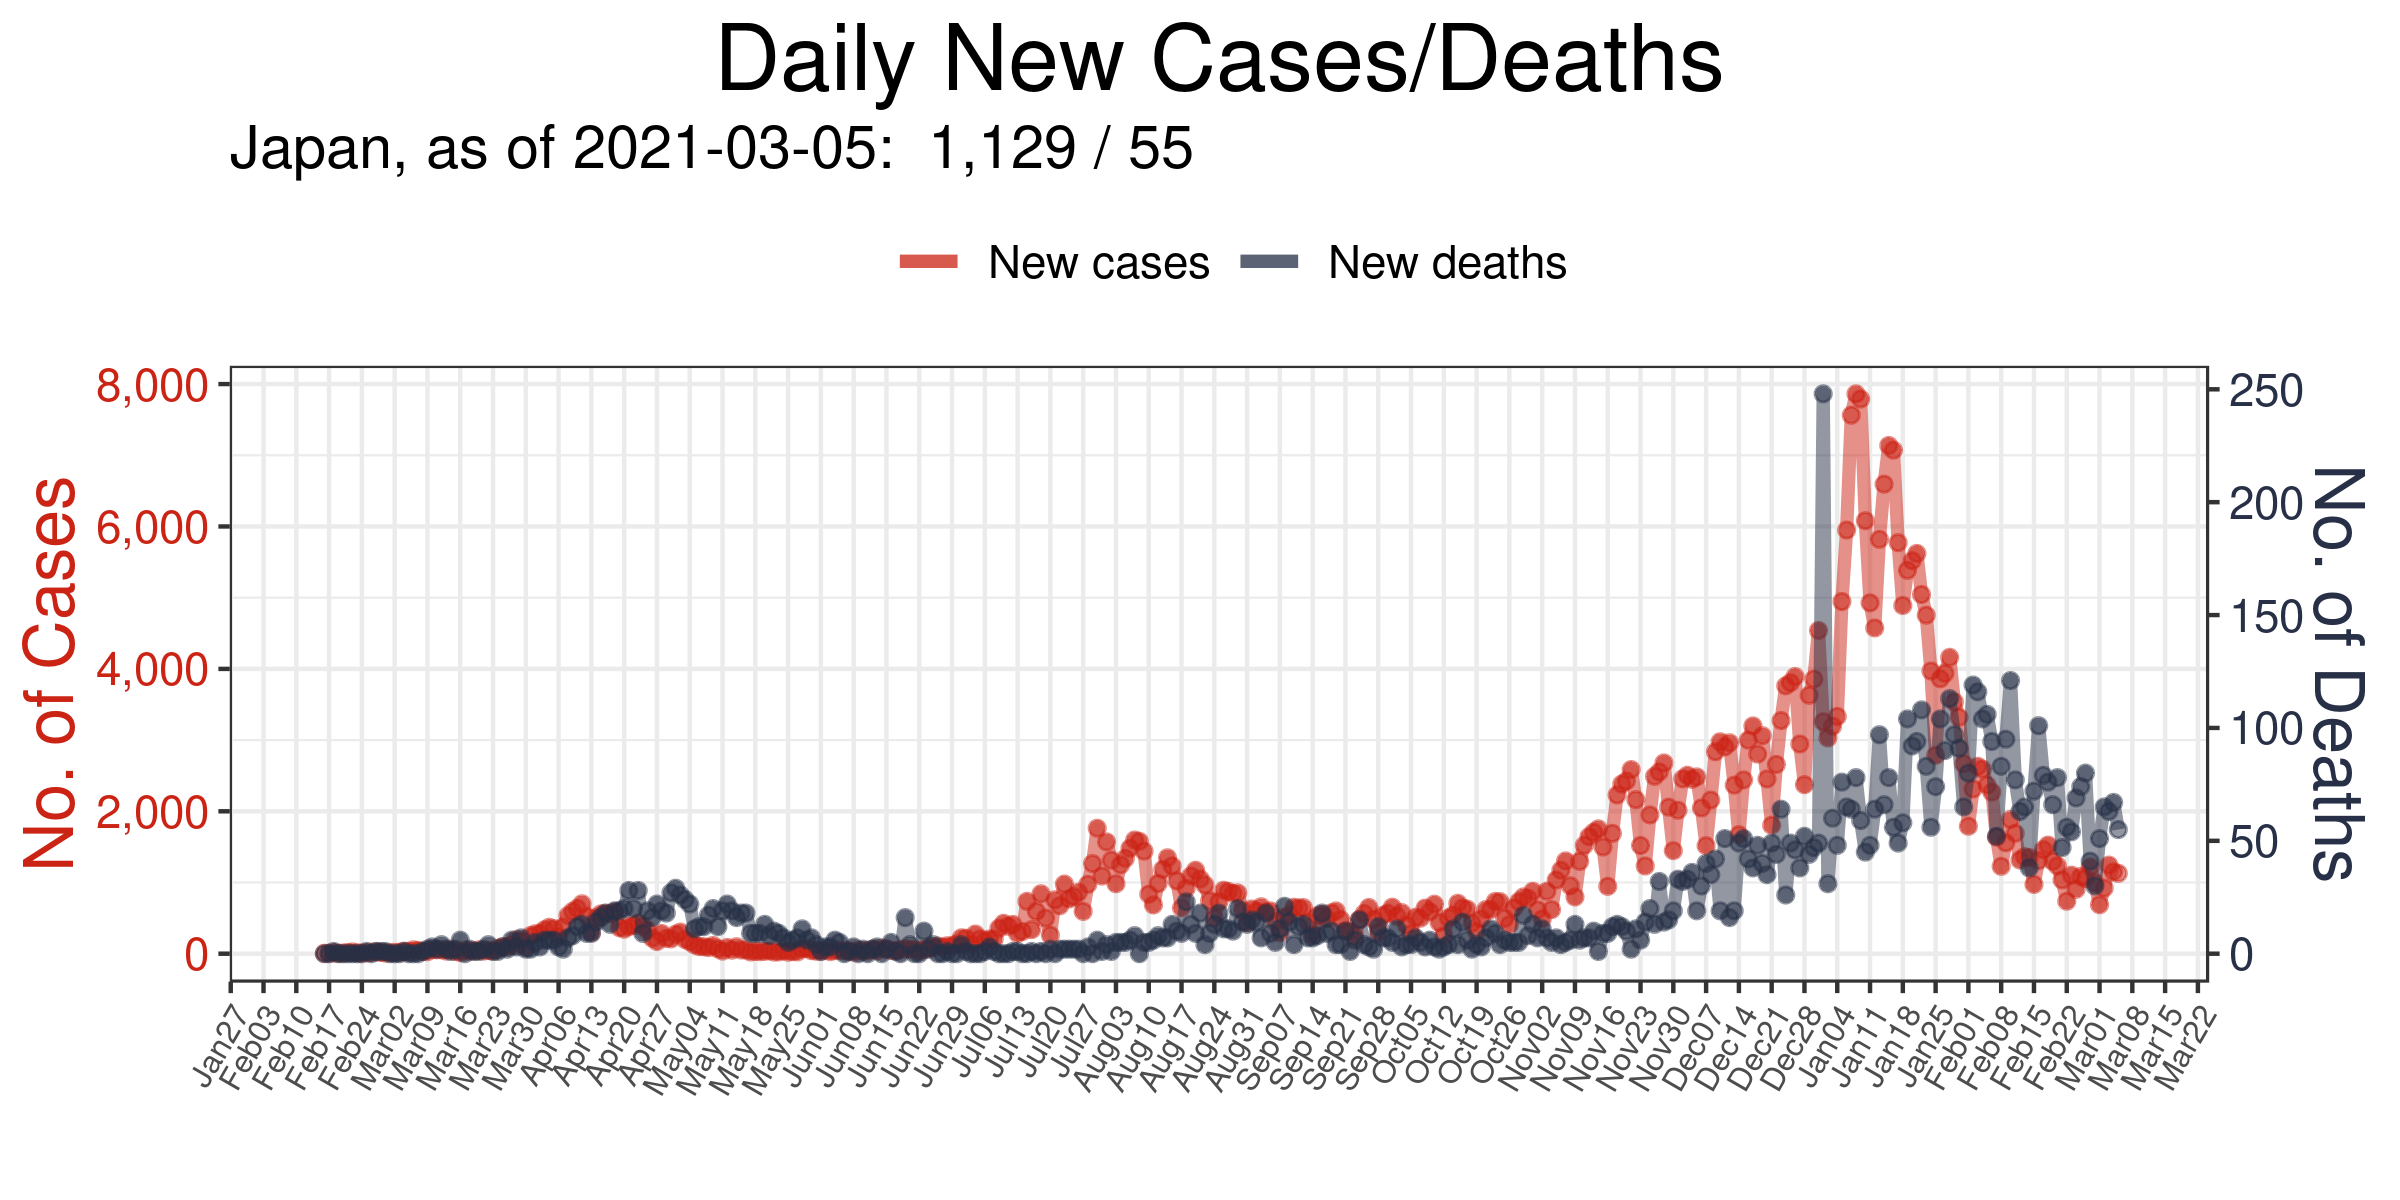 Daily New Cases/Deaths
Japan, as of 2021-03-05:  1,129 / 55
New cases
New deaths
No. of Cases
8,000
6,000
4,000
2,000
0
250
200
150
100
50
0
No. of Deaths
Jan27
Feb03
Feb10
Feb17
Feb24
Mar02
Mar09
Mar16
Mar23
Mar30
Apr06
Apr13
Apr20
Apr27
May04
May11
May18
May25
Jun01
Jun08
Jun15
Jun22
Jun29
Jul06
Jul13
Jul20
Jul27
Aug03
Aug10
Aug17
Aug24
Aug31
Sep07
Sep14
Sep21
Sep28
Oct05
Oct12
Oct19
Oct26
Nov02
Nov09
Nov16
Nov23
Nov30
Dec07
Dec14
Dec21
Dec28
Jan04
Jan11
Jan18
Jan25
Feb01
Feb08
Feb15
Feb22
Mar01
Mar08
Mar15
Mar22